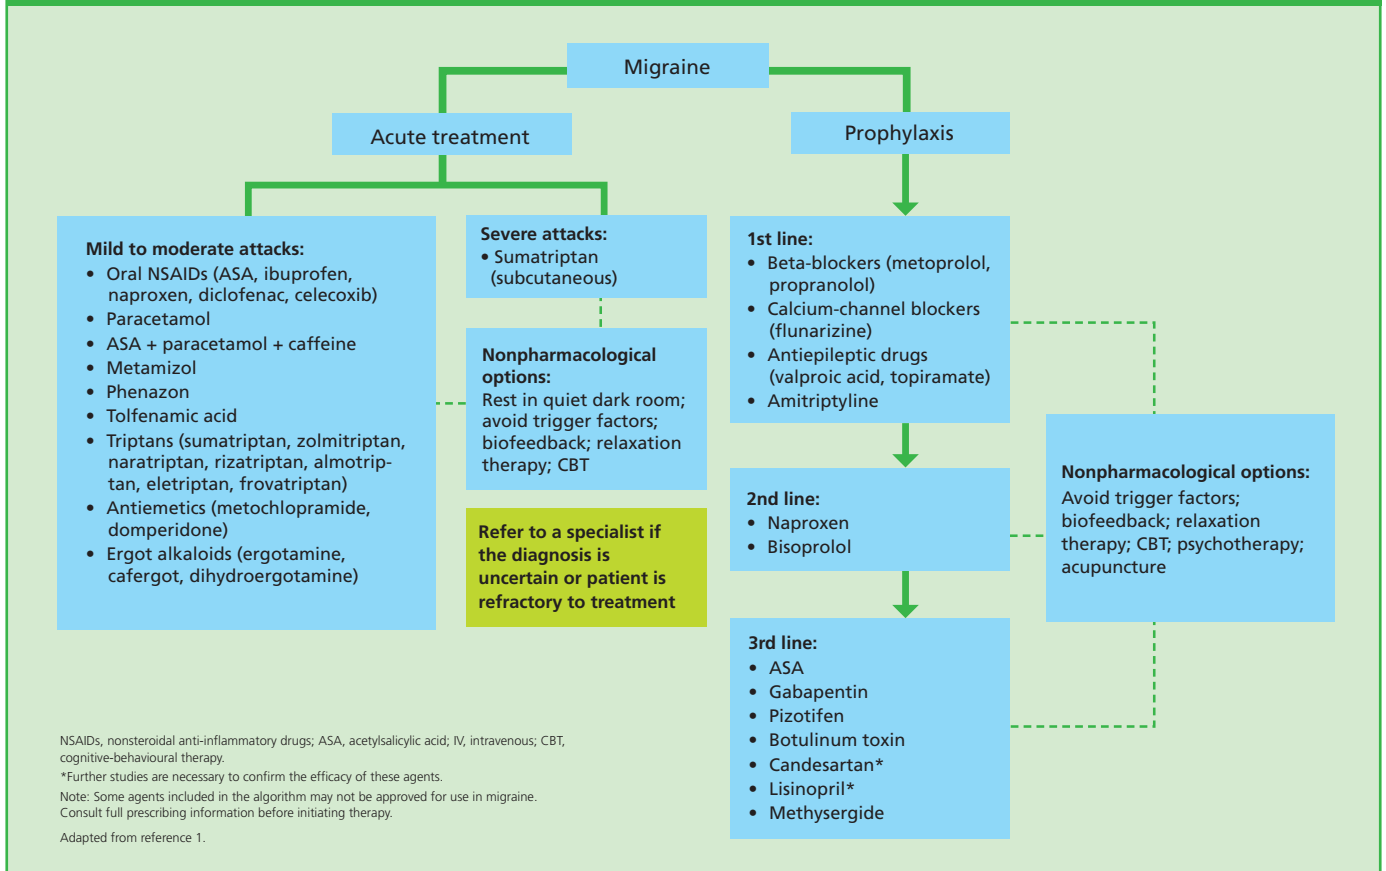 Migraine
Acute treatment
Prophylaxis
Mild to moderate attacks:
• Oral NSAIDs (ASA, ibuprofen,
naproxen, diclofenac, celecoxib)
• Paracetamol
• ASA + paracetamol + caffeine
• Metamizol
• Phenazon
• Tolfenamic acid
• Triptans (sumatriptan, zolmitriptan,
naratriptan, rizatriptan, almotrip-
tan, eletriptan, frovatriptan)
• Antiemetics (metochlopramide,
domperidone)
• Ergot alkaloids (ergotamine,
cafergot, dihydroergotamine)
Severe attacks:
• Sumatriptan
(subcutaneous)
Nonpharmacological
options:
Rest in quiet dark room;
avoid trigger factors;
biofeedback; relaxation
therapy; CBT
Refer to a specialist if
the diagnosis is
uncertain or patient is
refractory to treatment
1st line:
• Beta-blockers (metoprolol,
propranolol)
• Calcium-channel blockers
(flunarizine)
• Antiepileptic drugs
(valproic acid, topiramate)
• Amitriptyline
2nd line:
• Naproxen
• Bisoprolol
3rd line:
• ASA
• Gabapentin
• Pizotifen
• Botulinum toxin
• Candesartan*
• Lisinopril*
• Methysergide
Nonpharmacological options:
Avoid trigger factors;
biofeedback; relaxation
therapy; CBT; psychotherapy;
acupuncture
NSAIDs, nonsteroidal anti-inflammatory drugs; ASA, acetylsalicylic acid; IV, intravenous; CBT,
cognitive-behavioural therapy.
*Further studies are necessary to confirm the efficacy of these agents.
Note: Some agents included in the algorithm may not be approved for use in migraine.
Consult full prescribing information before initiating therapy.
Adapted from reference 1.